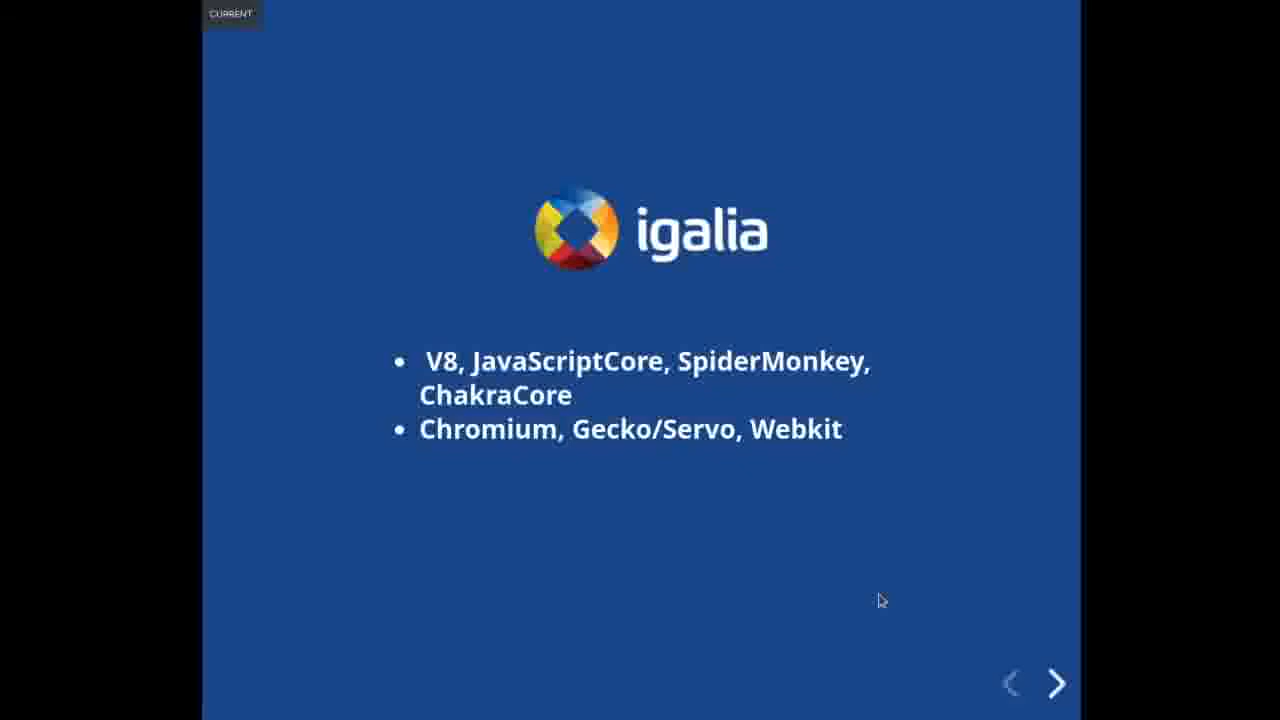 CURRENT
igalia
• V8, JavaScriptCore, SpiderMonkey,
ChakraCore
• Chromium, Gecko/Servo, Webkit